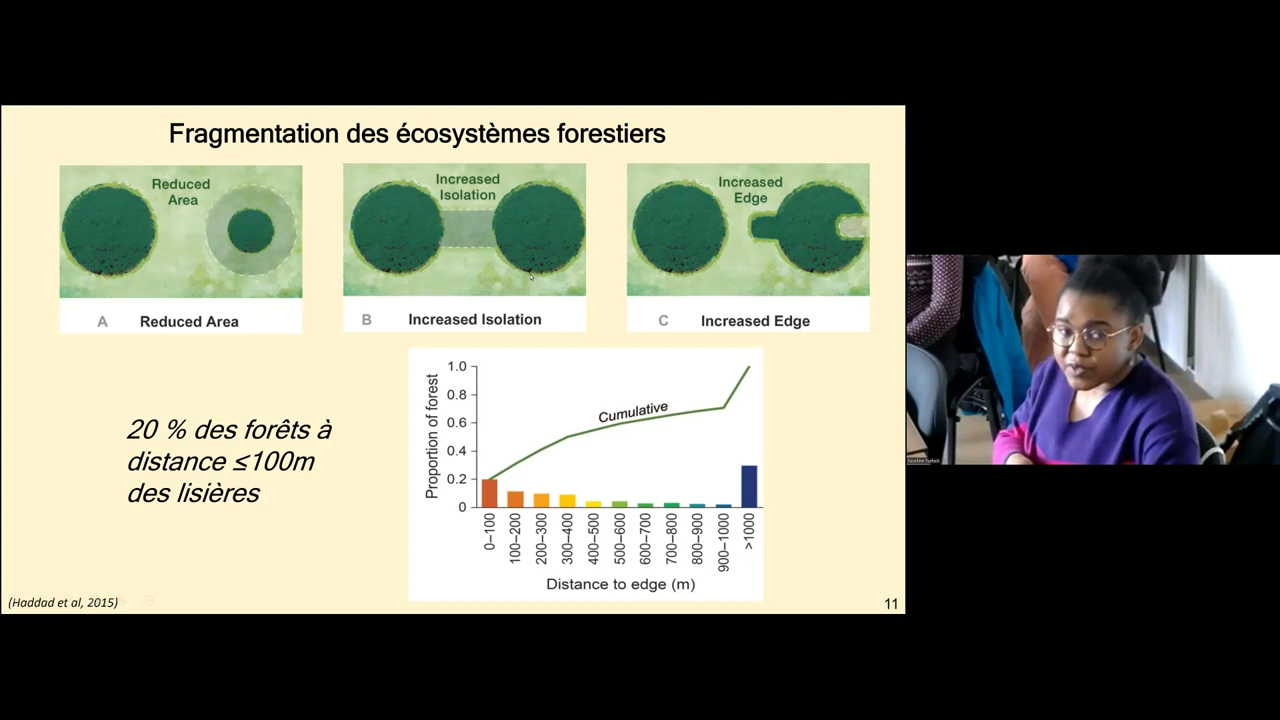 Fragmentation des écosystèmes forestiers
Reduced
Area
A Reduced Area
Increased
Isolation
B Increased Isolation
Increased
Edge
C Increased Edge
20 % des forêts à
distance ≤100m
des lisières
Proportion of forest
1.0
0.8
0.6
0.4
0.2
0
Cumulative
0–100
100–200
200–300
300–400
400–500
500–600
600–700
700–800
800–900
900–1000
>1000
Distance to edge (m)
(Haddad et al, 2015)
11